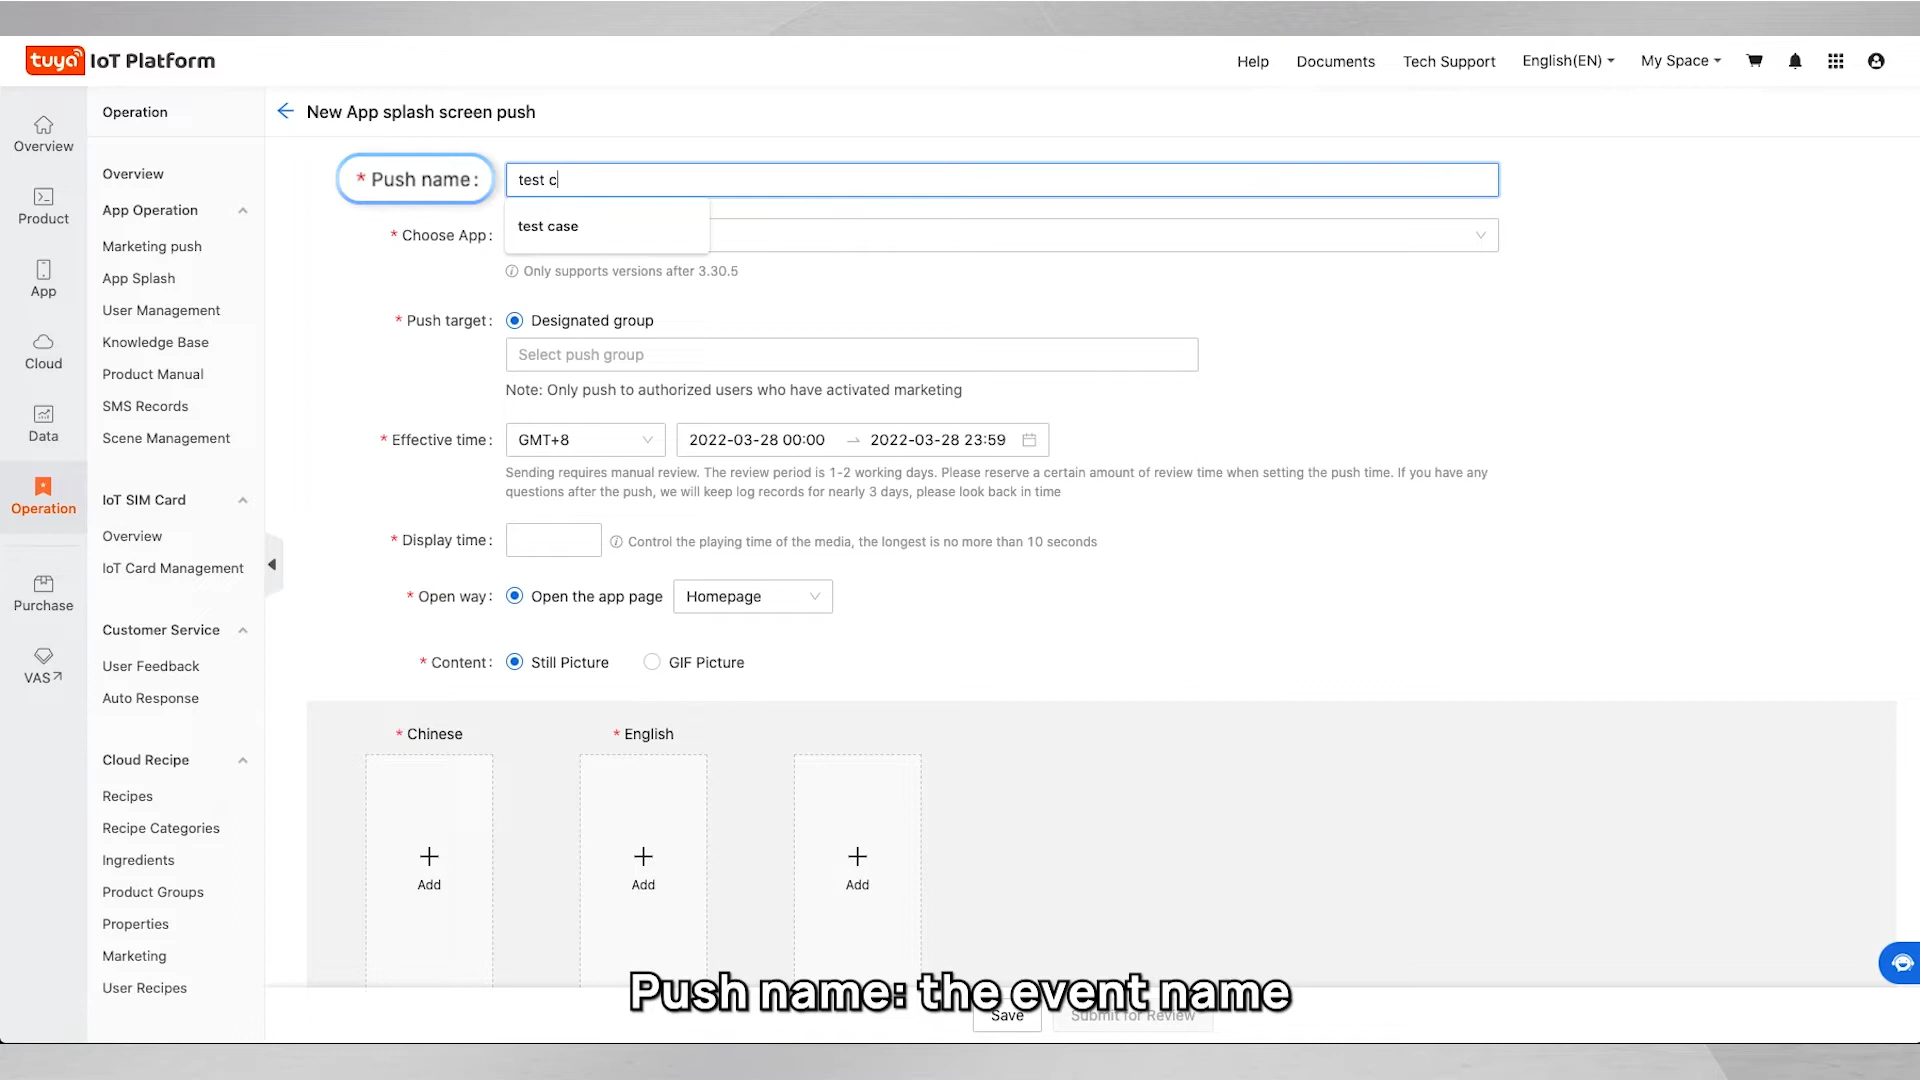 tuya IoT Platform
Help
Documents
Tech Support
English(EN)
My Space
Overview
Product
App
Cloud
Data
Operation
Purchase
VAS
Operation
Overview
App Operation
Marketing push
App Splash
User Management
Knowledge Base
Product Manual
SMS Records
Scene Management
IoT SIM Card
Overview
IoT Card Management
Customer Service
User Feedback
Auto Response
Cloud Recipe
Recipes
Recipe Categories
Ingredients
Product Groups
Properties
Marketing
User Recipes
New App splash screen push
* Push name: test c
test case
* Choose App:
Only supports versions after 3.30.5
* Push target: Designated group
Select push group
Note: Only push to authorized users who have activated marketing
* Effective time: GMT+8 2022-03-28 00:00 → 2022-03-28 23:59
Sending requires manual review. The review period is 1-2 working days. Please reserve a certain amount of review time when setting the push time. If you have any
questions after the push, we will keep log records for nearly 3 days, please look back in time
* Display time: Control the playing time of the media, the longest is no more than 10 seconds
* Open way: Open the app page Homepage
* Content: Still Picture GIF Picture
* Chinese * English
Add Add Add
Push name: the event name
Save Submit for Review